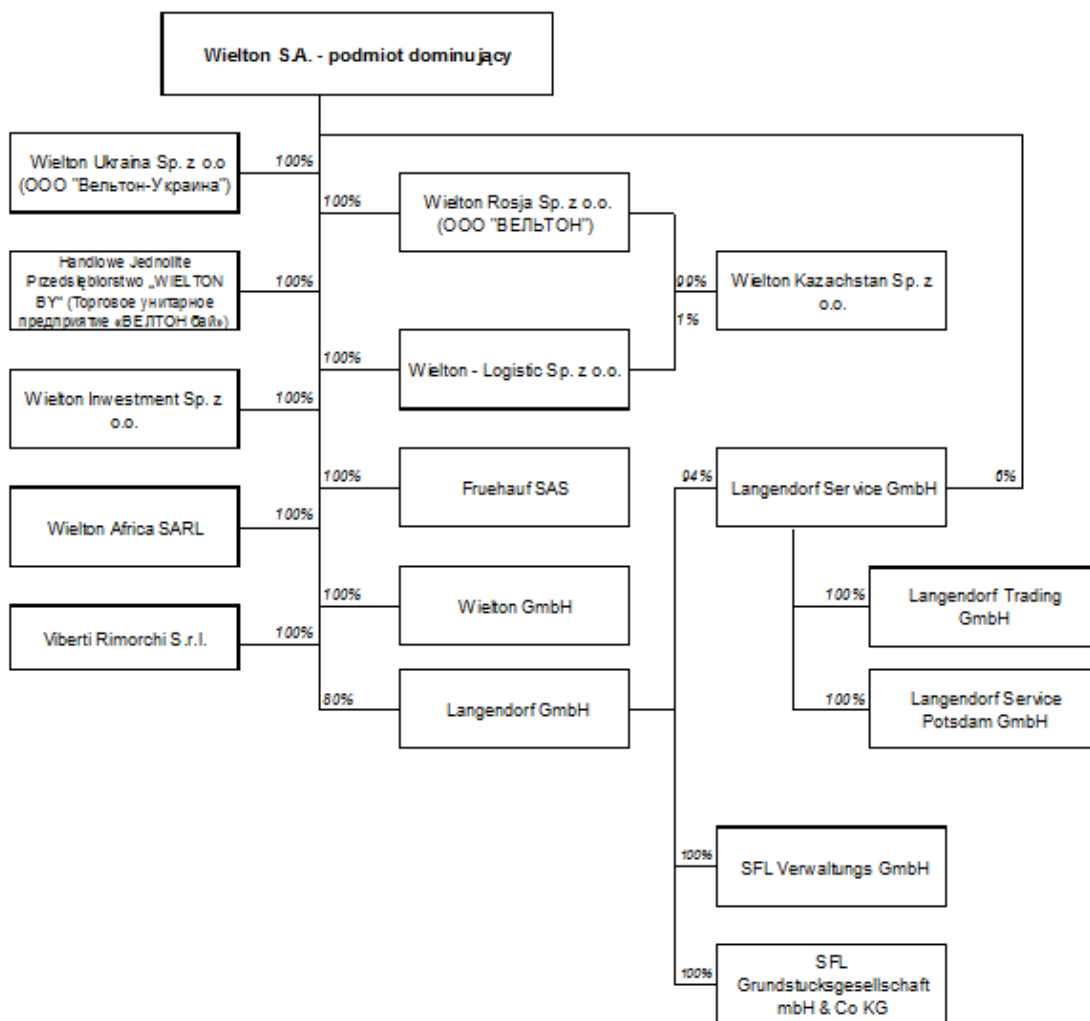 Wielton S.A. - podmiot dominujący
Wielton Ukraina Sp. z o.o
(ООО "Вельтон-Украина")
100%
100%
Wielton Rosja Sp. z o.o.
(ООО "ВЕЛЬТОН")
Handlowe Jednolite
Przedsiębiorstwo „WIELTON
BY" (Торговое унитарное
предприятие «ВЕЛТОН бай»)
100%
99%
1%
Wielton Kazachstan Sp. z
o.o.
100%
Wielton - Logistic Sp. z o.o.
Wielton Inwestment Sp. z
o.o.
100%
100%
Fruehauf SAS
94%
Langendorf Service GmbH
6%
Wielton Africa SARL
100%
100%
Wielton GmbH
100%
Langendorf Trading
GmbH
Viberti Rimorchi S.r.l.
100%
80%
Langendorf GmbH
100%
Langendorf Service
Potsdam GmbH
100%
SFL Verwaltungs GmbH
100%
SFL
Grundstucksgesellschaft
mbH & Co KG